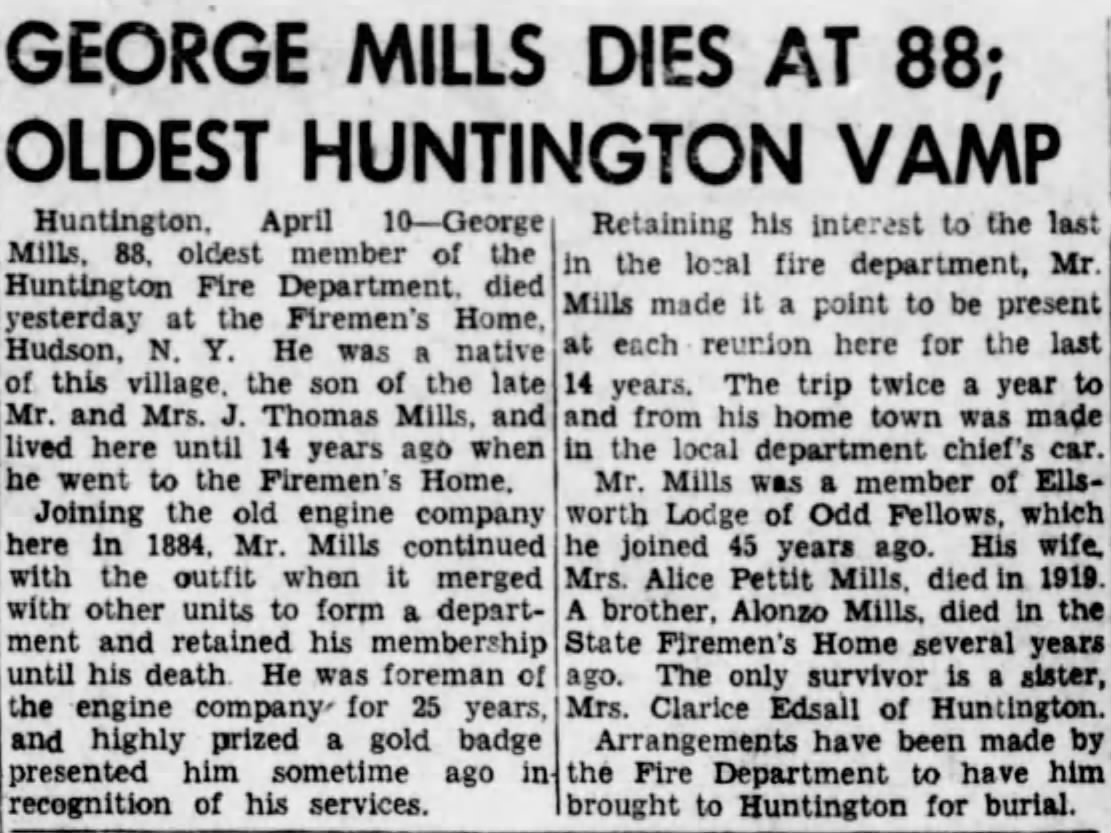 GEORGE MILLS DIES AT 88;
OLDEST HUNTINGTON VAMP
Huntington, April 10—George
Mills, 88, oldest member of the
Huntington Fire Department, died
yesterday at the Firemen's Home,
Hudson, N. Y. He was a native
of this village, the son of the late
Mr. and Mrs. J. Thomas Mills, and
lived here until 14 years ago when
he went to the Firemen's Home.
Joining the old engine company
here in 1884, Mr. Mills continued
with the outfit when it merged
with other units to form a depart-
ment and retained his membership
until his death. He was foreman of
the engine company for 25 years,
and highly prized a gold badge
presented him sometime ago in
recognition of his services.
Retaining his interest to the last
in the local fire department, Mr.
Mills made it a point to be present
at each reunion here for the last
14 years. The trip twice a year to
and from his home town was made
in the local department chief's car.
Mr. Mills was a member of Ells-
worth Lodge of Odd Fellows, which
he joined 45 years ago. His wife,
Mrs. Alice Pettit Mills, died in 1919.
A brother, Alonzo Mills, died in the
State Firemen's Home several years
ago. The only survivor is a sister,
Mrs. Clarice Edsall of Huntington.
Arrangements have been made by
the Fire Department to have him
brought to Huntington for burial.